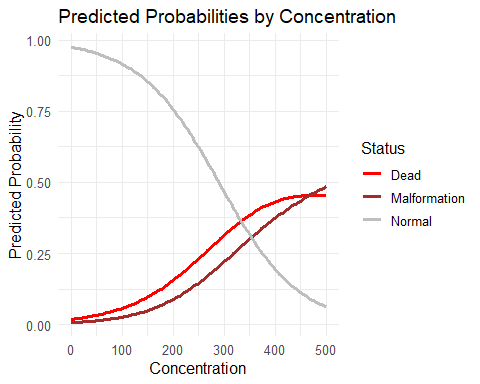 Predicted Probabilities by Concentration
1.00
0.75
0.50
0.25
0.00
Predicted Probability
0 100 200 300 400 500
Concentration
Status
Dead
Malformation
Normal